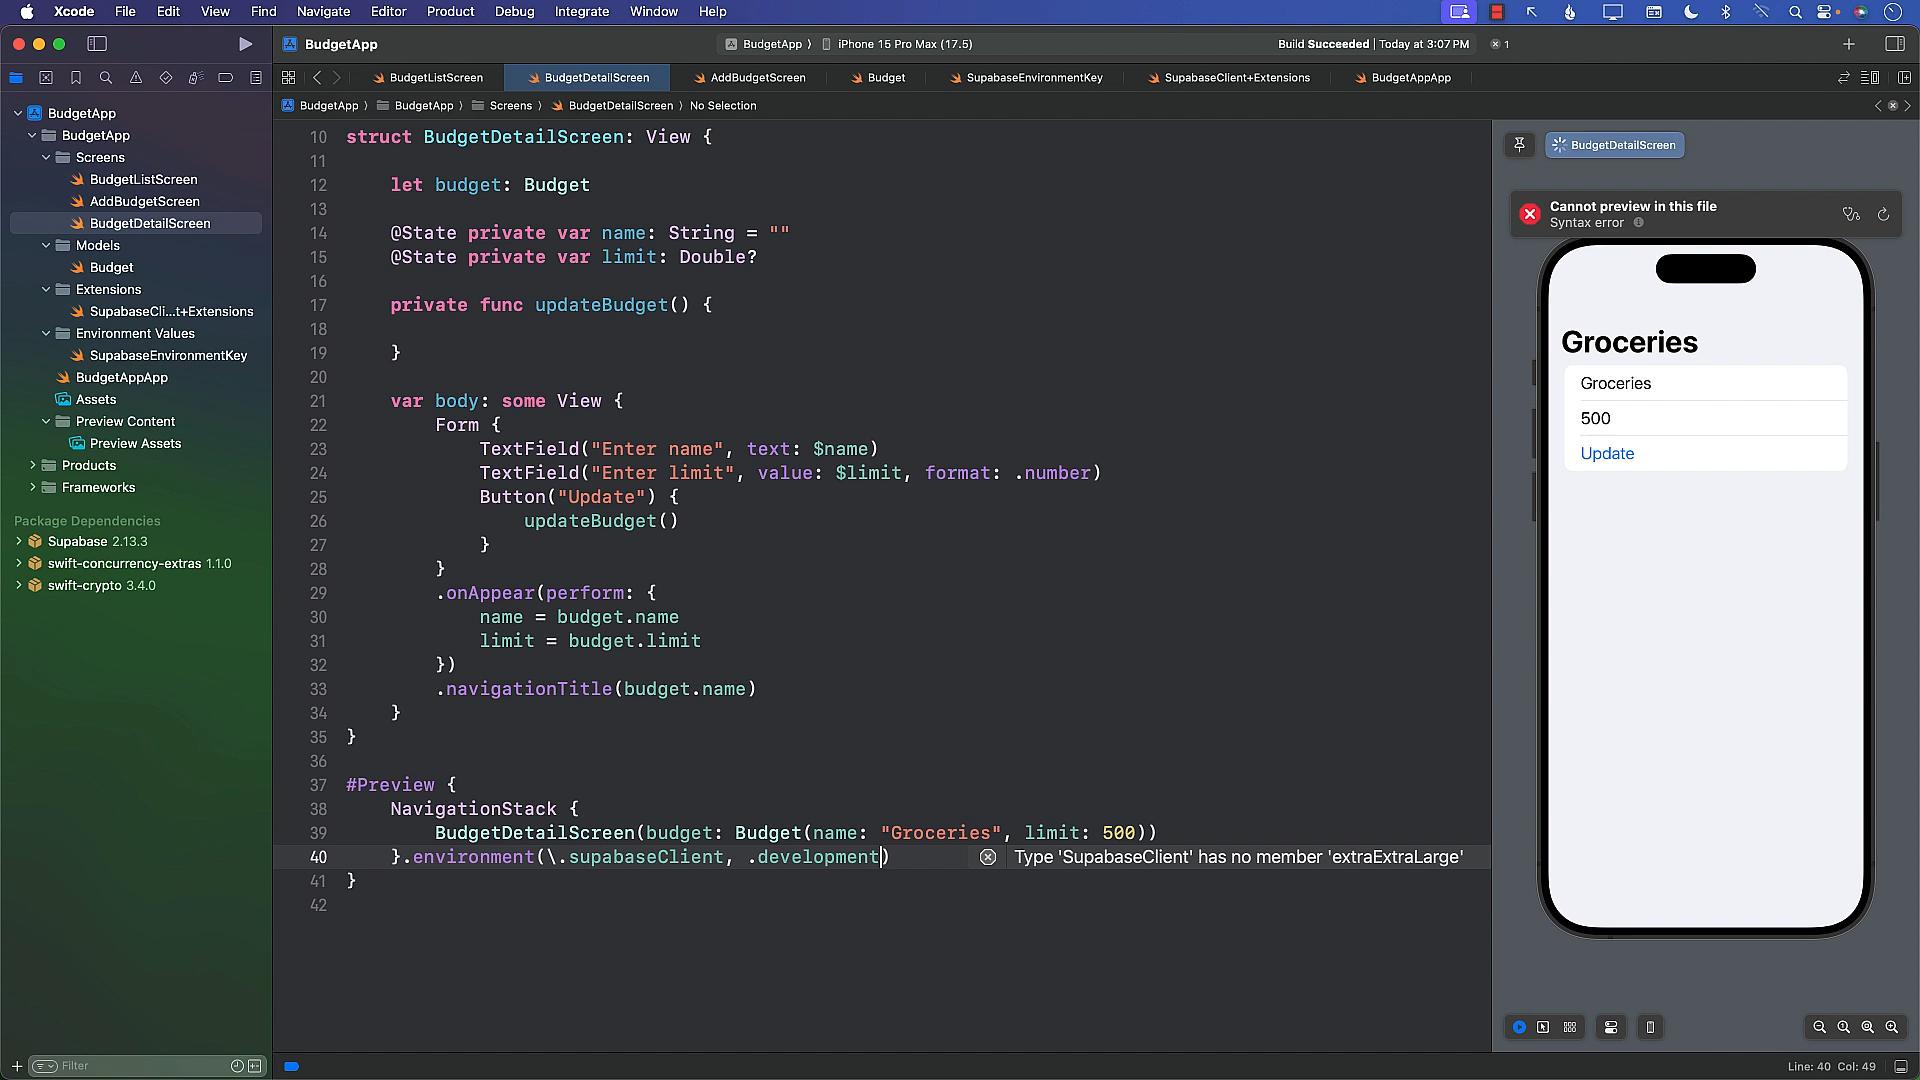 Xcode File Edit View Find Navigate Editor Product Debug Integrate Window Help
BudgetApp
BudgetApp ⟩ iPhone 15 Pro Max (17.5)
Build Succeeded | Today at 3:07 PM
1
BudgetListScreen
BudgetDetailScreen
AddBudgetScreen
Budget
SupabaseEnvironmentKey
SupabaseClient+Extensions
BudgetAppApp
BudgetApp ⟩ BudgetApp ⟩ Screens ⟩ BudgetDetailScreen ⟩ No Selection
BudgetApp
BudgetApp
Screens
BudgetListScreen
AddBudgetScreen
BudgetDetailScreen
Models
Budget
Extensions
SupabaseCli...t+Extensions
Environment Values
SupabaseEnvironmentKey
BudgetAppApp
Assets
Preview Content
Preview Assets
Products
Frameworks
Package Dependencies
Supabase 2.13.3
swift-concurrency-extras 1.1.0
swift-crypto 3.4.0
Filter
10 struct BudgetDetailScreen: View {
11
12 let budget: Budget
13
14 @State private var name: String = ""
15 @State private var limit: Double?
16
17 private func updateBudget() {
18
19 }
20
21 var body: some View {
22 Form {
23 TextField("Enter name", text: $name)
24 TextField("Enter limit", value: $limit, format: .number)
25 Button("Update") {
26 updateBudget()
27 }
28 }
29 .onAppear(perform: {
30 name = budget.name
31 limit = budget.limit
32 })
33 .navigationTitle(budget.name)
34 }
35 }
36
37 #Preview {
38 NavigationStack {
39 BudgetDetailScreen(budget: Budget(name: "Groceries", limit: 500))
40 }.environment(\.supabaseClient, .development) Type 'SupabaseClient' has no member 'extraExtraLarge'
41 }
42
BudgetDetailScreen
Cannot preview in this file
Syntax error
Groceries
Groceries
500
Update
Line: 40 Col: 49